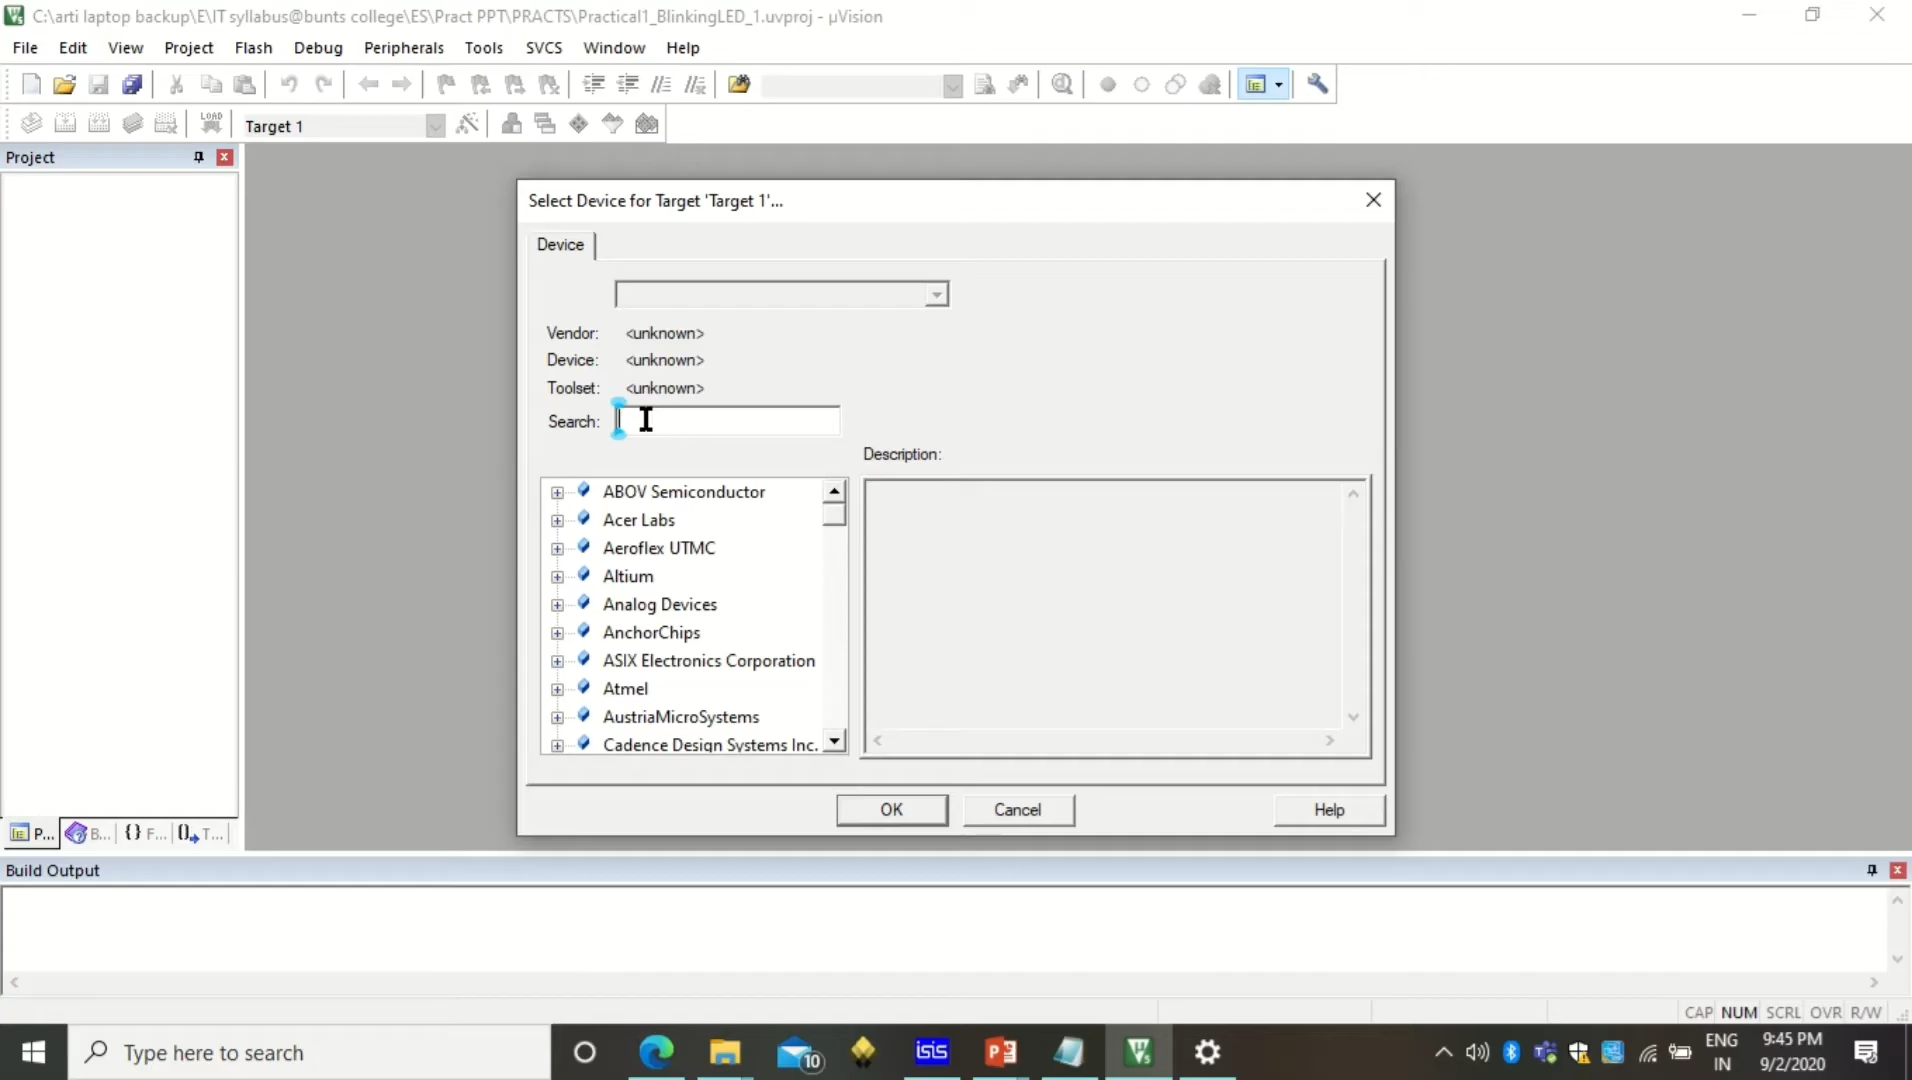 C:\arti laptop backup\E\IT syllabus@bunts college\ES\Pract PPT\PRACTS\Practical1_BlinkingLED_1.uvproj - µVision
File Edit View Project Flash Debug Peripherals Tools SVCS Window Help
LOAD Target 1
Project
Select Device for Target 'Target 1'...
Device
Vendor: <unknown>
Device: <unknown>
Toolset: <unknown>
Search:
Description:
ABOV Semiconductor
Acer Labs
Aeroflex UTMC
Altium
Analog Devices
AnchorChips
ASIX Electronics Corporation
Atmel
AustriaMicroSystems
Cadence Design Systems Inc.
OK Cancel Help
P... B... {} F... T...
Build Output
CAP NUM SCRL OVR R/W
Type here to search
10
isis
ENG
IN
9:45 PM
9/2/2020